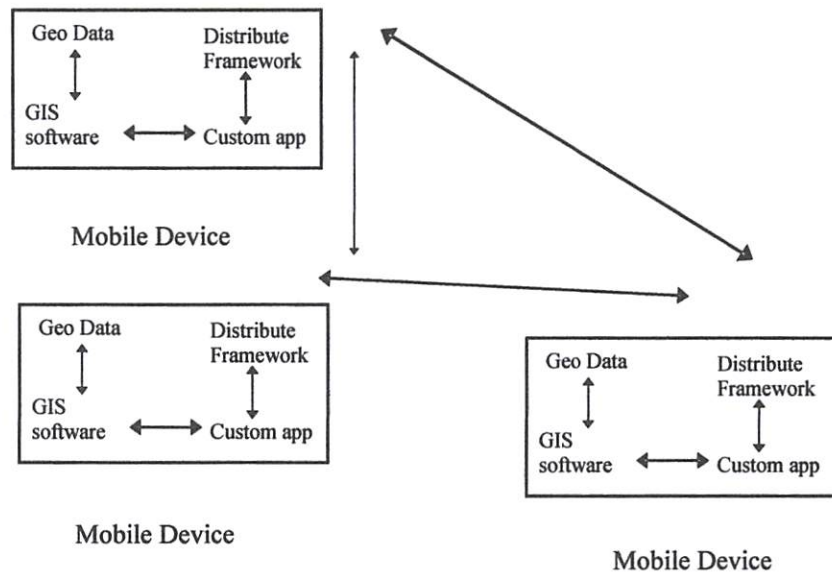 Geo Data
Distribute
Framework
GIS
software
Custom app
Mobile Device
Geo Data
Distribute
Framework
GIS
software
Custom app
Mobile Device
Geo Data
Distribute
Framework
GIS
software
Custom app
Mobile Device